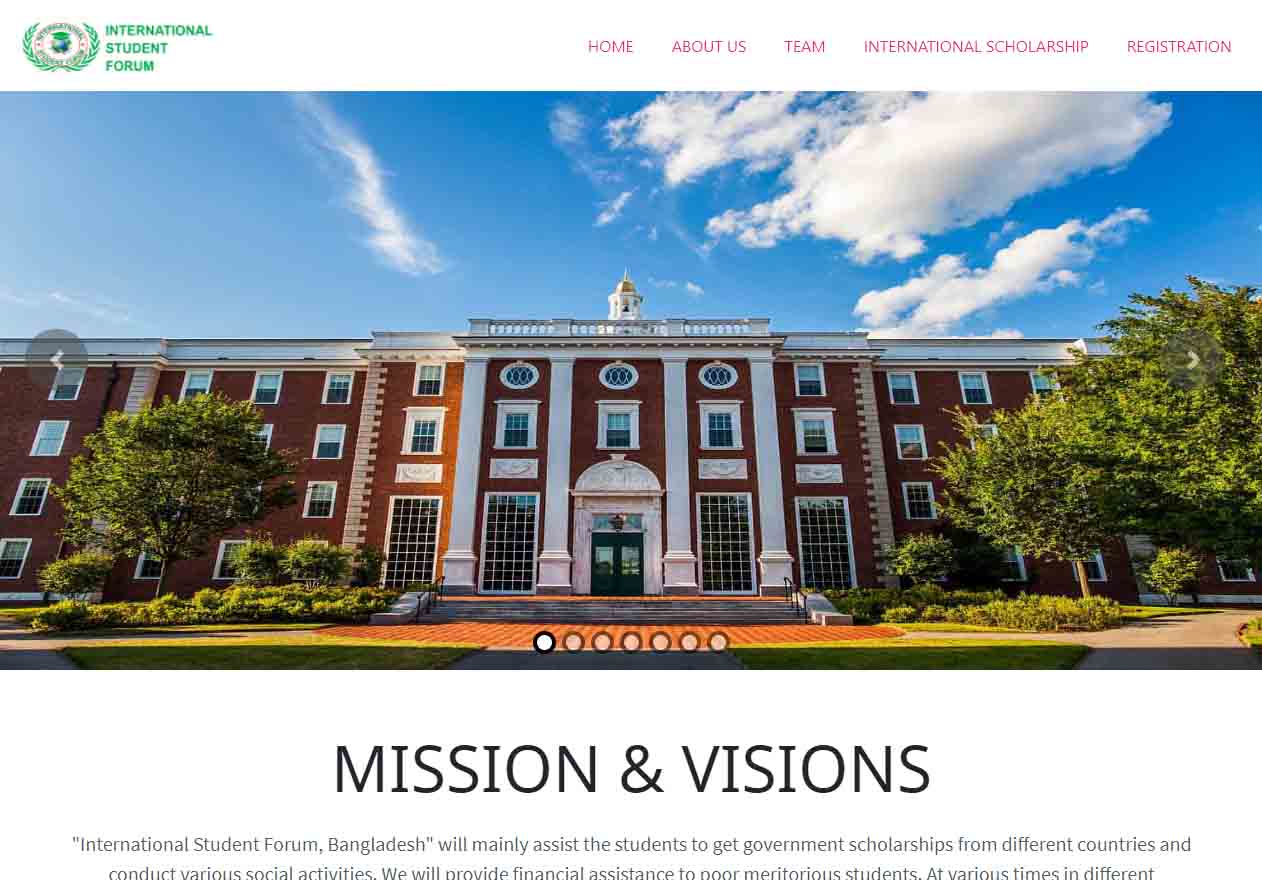 INTERNATIONAL
STUDENT
FORUM
HOME ABOUT US TEAM INTERNATIONAL SCHOLARSHIP REGISTRATION
MISSION & VISIONS
"International Student Forum, Bangladesh" will mainly assist the students to get government scholarships from different countries and
conduct various social activities. We will provide financial assistance to poor meritorious students. At various times in different